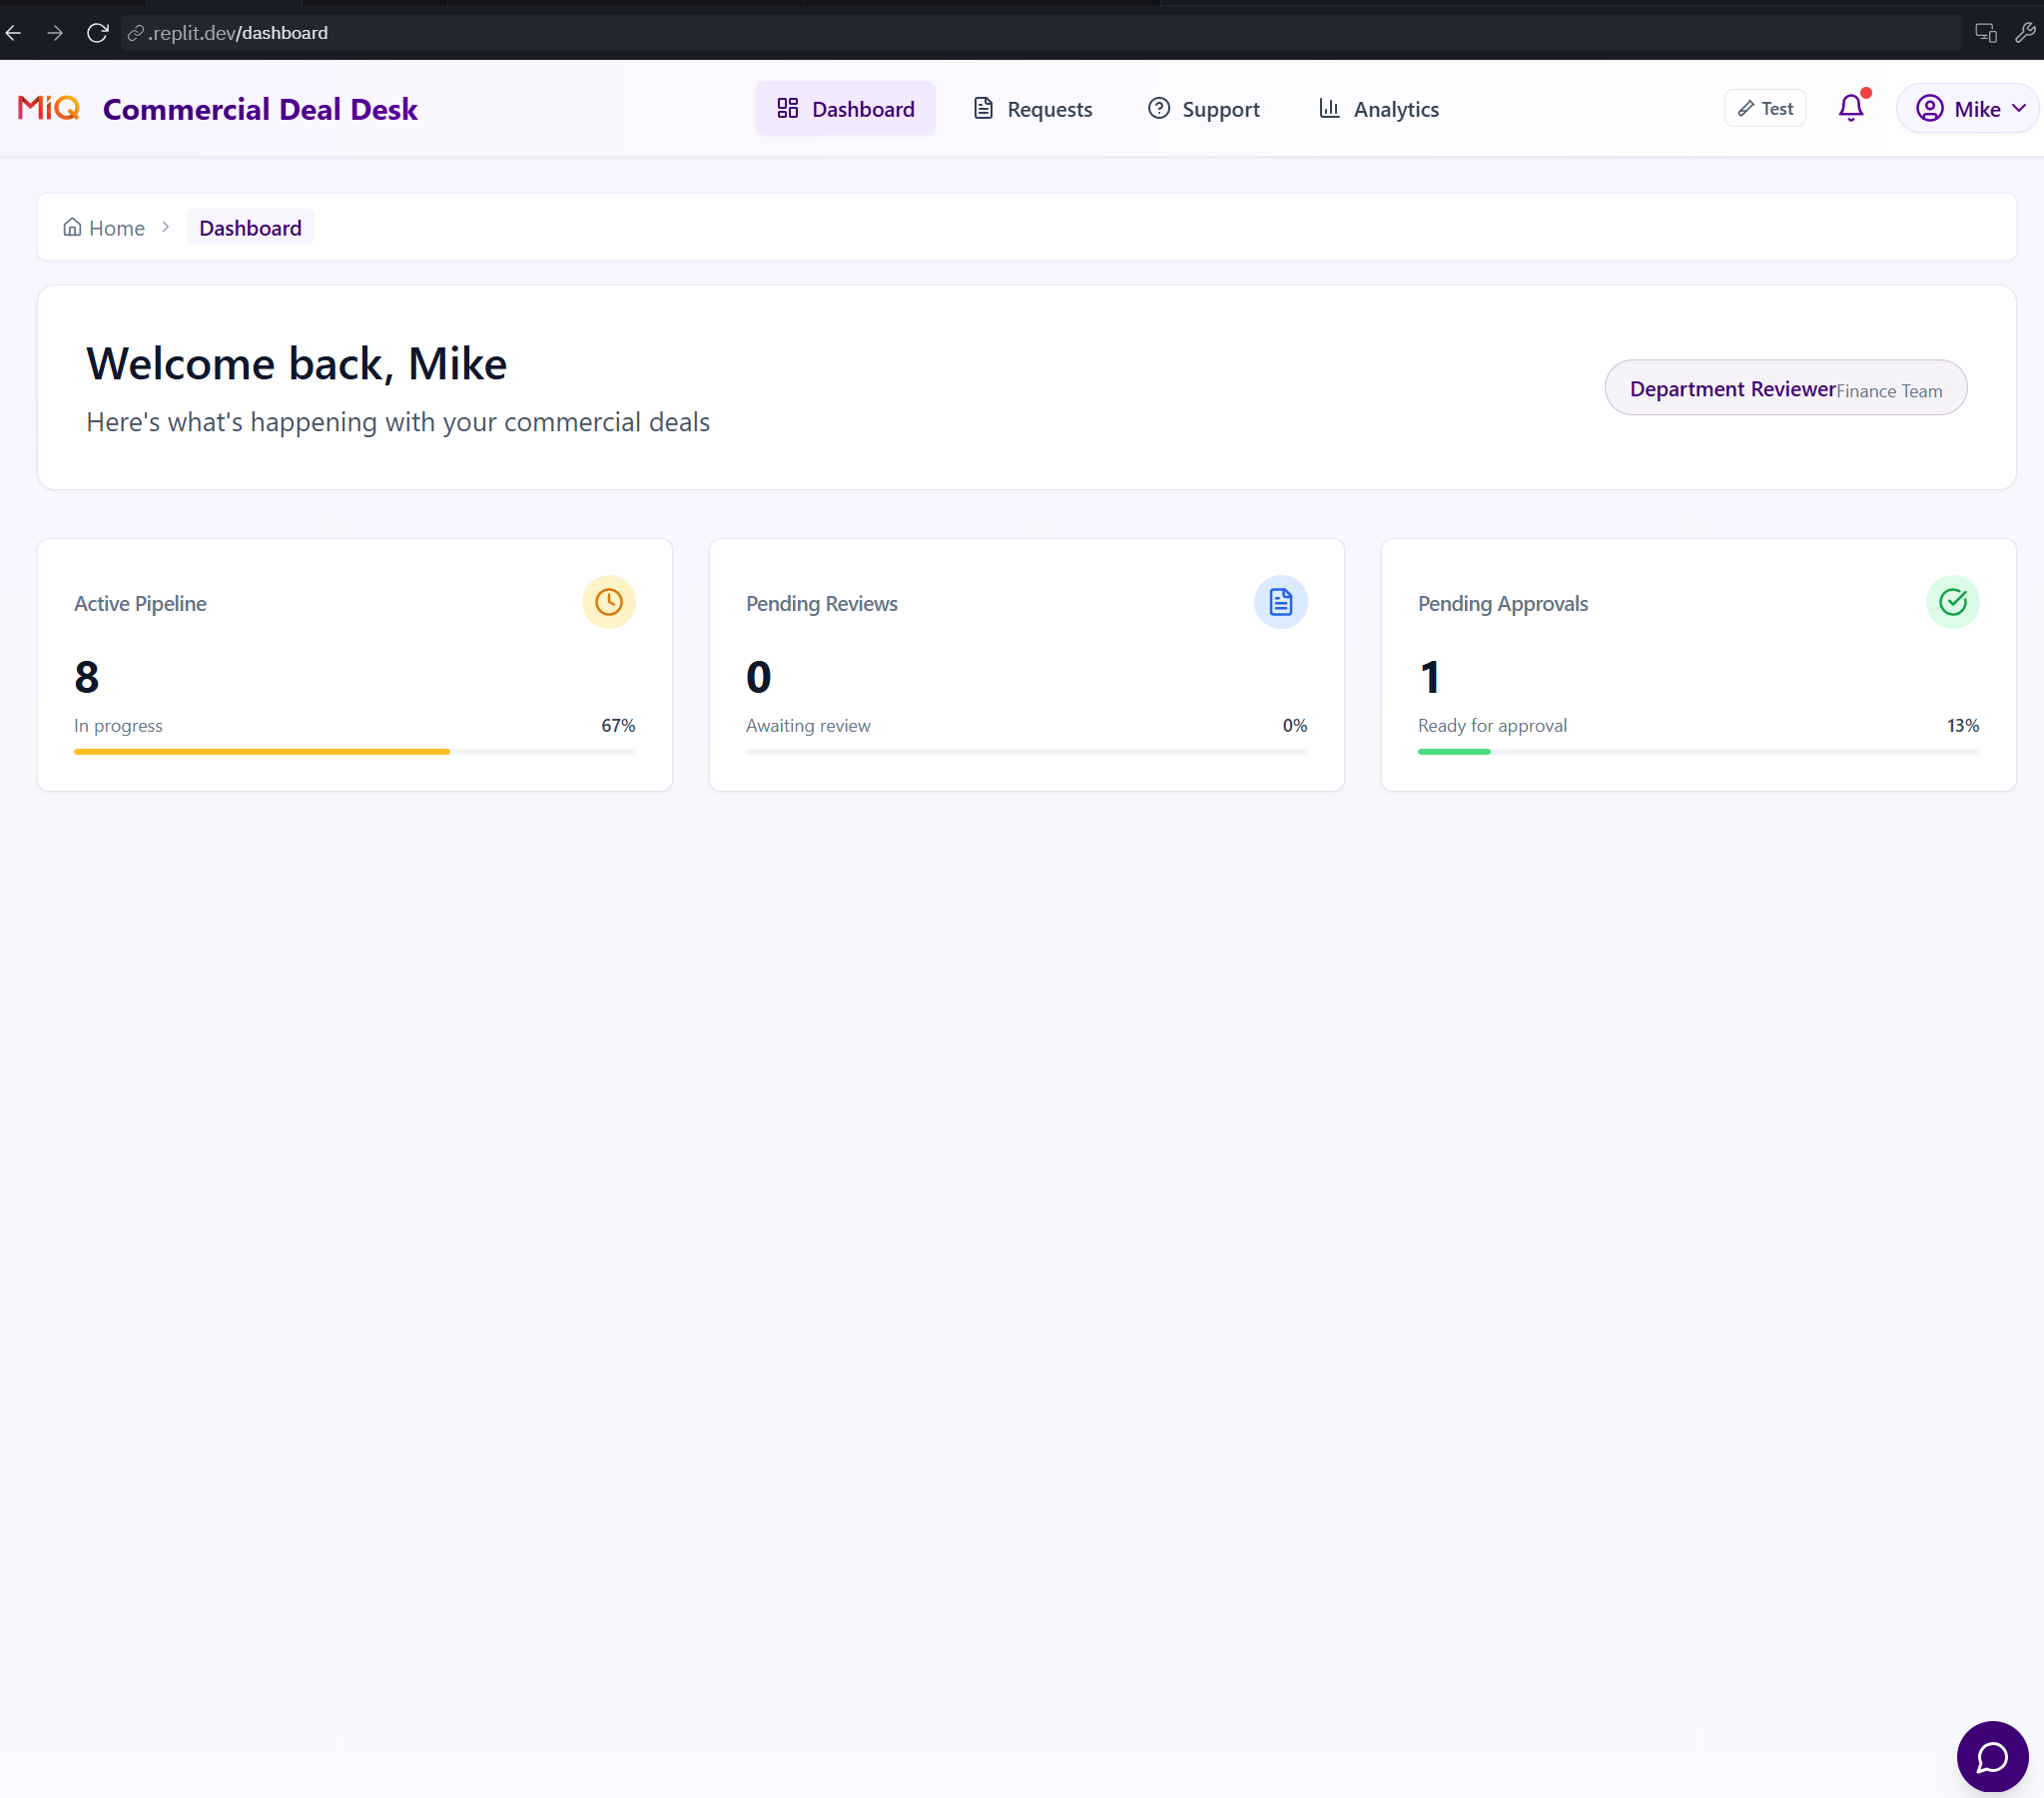 .replit.dev/dashboard
MiQ Commercial Deal Desk Dashboard Requests Support Analytics Test Mike
Home Dashboard
Welcome back, Mike
Here's what's happening with your commercial deals
Department Reviewer Finance Team
Active Pipeline
8
In progress 67%
Pending Reviews
0
Awaiting review 0%
Pending Approvals
1
Ready for approval 13%